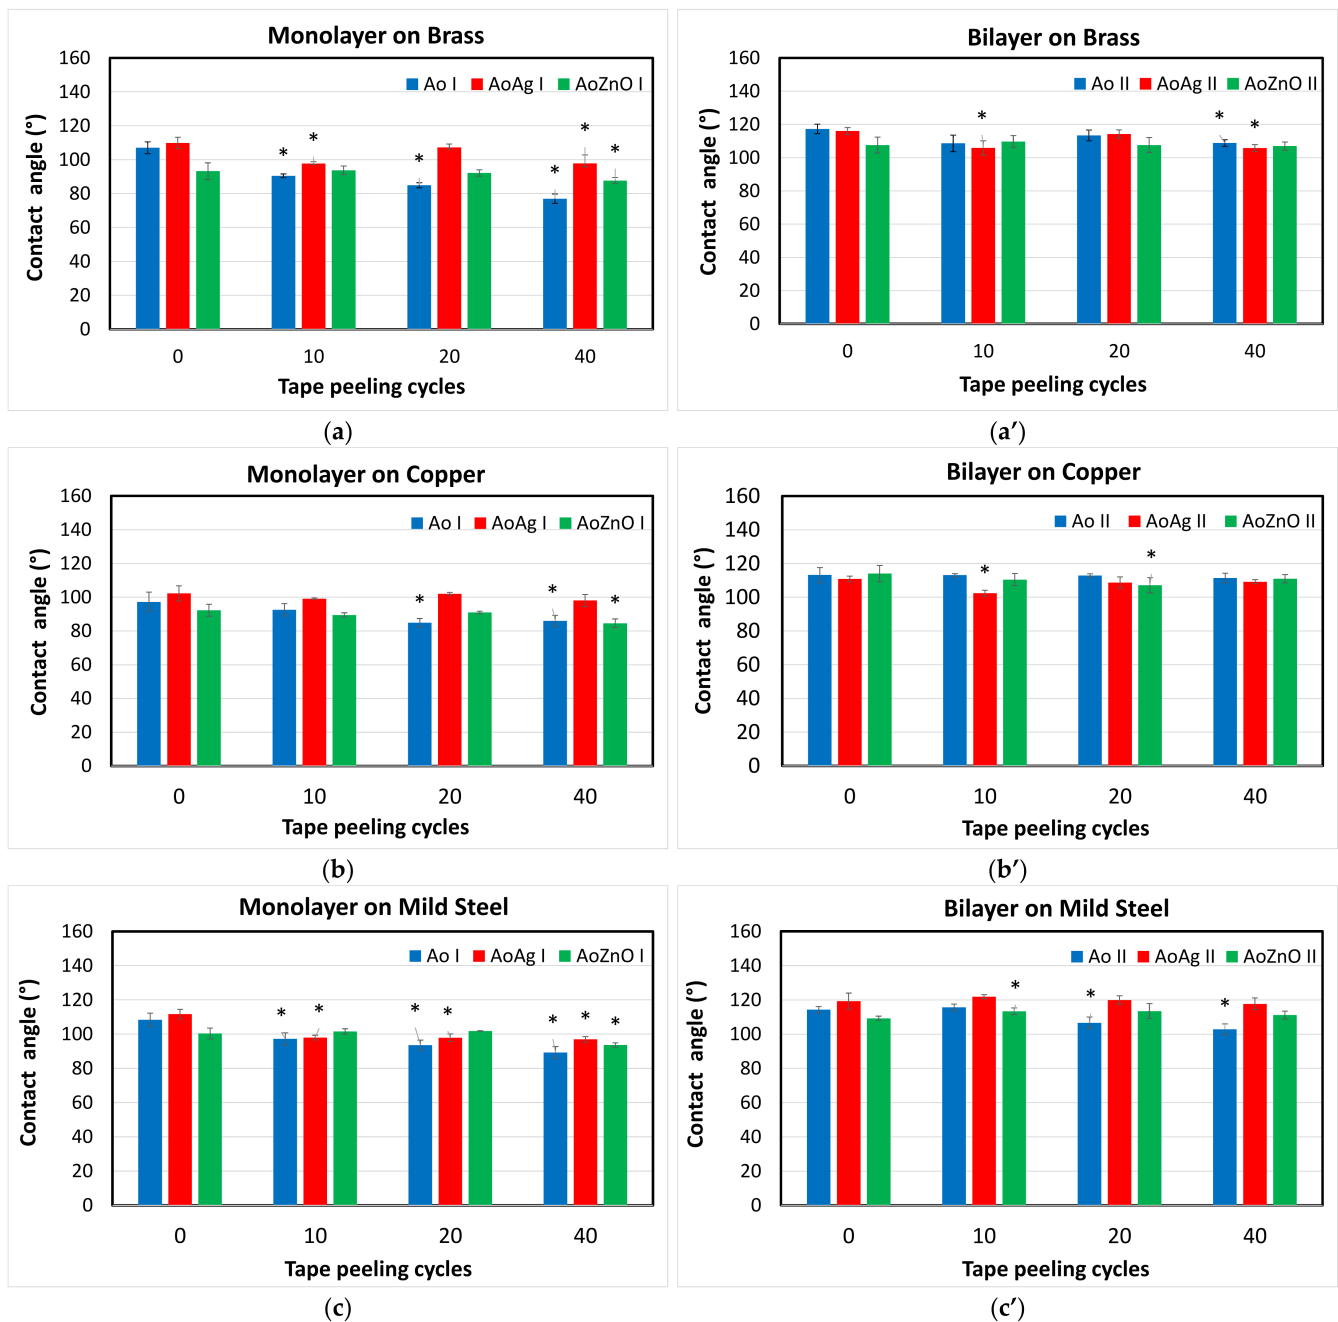 Monolayer on Brass
160
140
120
100
80
60
40
20
0
Contact angle (°)
Ao I AoAg I AoZnO I
* *
*
* * *
0 10 20 40
Tape peeling cycles
(a)
Bilayer on Brass
160
140
120
100
80
60
40
20
0
Contact angle (°)
Ao II AoAg II AoZnO II
*
* *
0 10 20 40
Tape peeling cycles
(a′)
Monolayer on Copper
160
140
120
100
80
60
40
20
0
Contact angle (°)
Ao I AoAg I AoZnO I
*
* *
0 10 20 40
Tape peeling cycles
(b)
Bilayer on Copper
160
140
120
100
80
60
40
20
0
Contact angle (°)
Ao II AoAg II AoZnO II
*
*
0 10 20 40
Tape peeling cycles
(b′)
Monolayer on Mild Steel
160
140
120
100
80
60
40
20
0
Contact angle (°)
Ao I AoAg I AoZnO I
* *
* *
* * *
0 10 20 40
Tape peeling cycles
(c)
Bilayer on Mild Steel
160
140
120
100
80
60
40
20
0
Contact angle (°)
Ao II AoAg II AoZnO II
*
*
*
0 10 20 40
Tape peeling cycles
(c′)